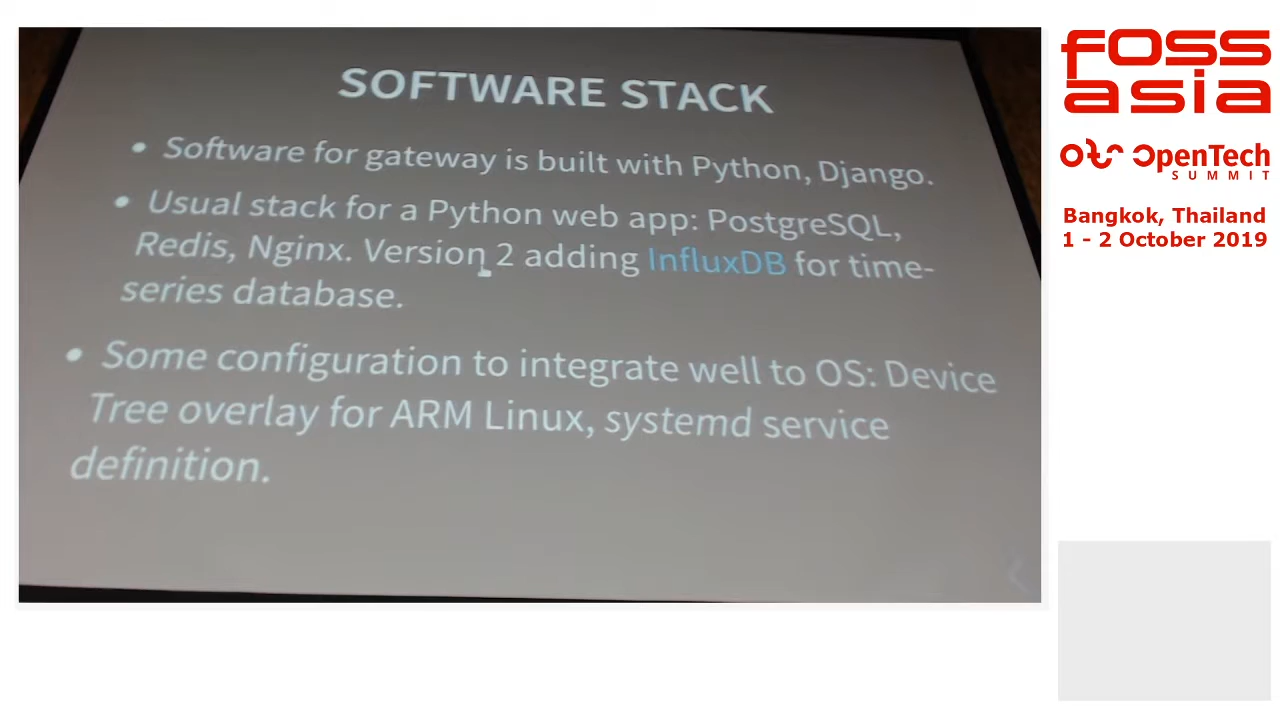 SOFTWARE STACK
• Software for gateway is built with Python, Django.
• Usual stack for a Python web app: PostgreSQL,
Redis, Nginx. Version 2 adding InfluxDB for time-
series database.
• Some configuration to integrate well to OS: Device
Tree overlay for ARM Linux, systemd service
definition.
FOSS
asia
OpenTech
SUMMIT
Bangkok, Thailand
1 - 2 October 2019